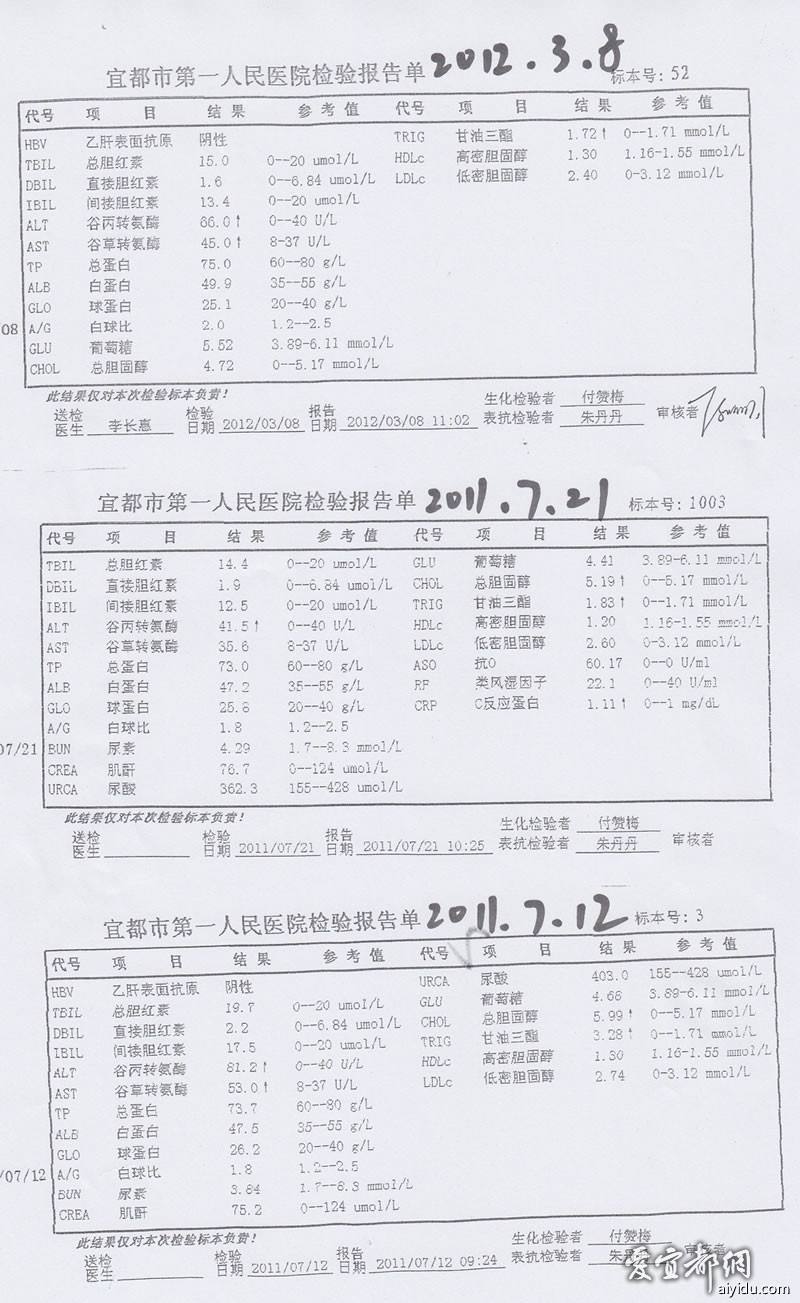 宜都市第一人民医院检验报告单 2012.3.8 标本号: 52
代号 项 目 结 果 参 考 值 代号 项 目 结 果 参 考 值
HBV 乙肝表面抗原 阴性 TRIG 甘油三酯 1.72↑ 0--1.71 mmol/L
TBIL 总胆红素 15.0 0--20 umol/L HDLc 高密胆固醇 1.30 1.16-1.55 mmol/L
DBIL 直接胆红素 1.6 0--6.84 umol/L LDLc 低密胆固醇 2.40 0-3.12 mmol/L
IBIL 间接胆红素 13.4 0--20 umol/L
ALT 谷丙转氨酶 66.0↑ 0--40 U/L
AST 谷草转氨酶 45.0↑ 8-37 U/L
TP 总蛋白 75.0 60--80 g/L
ALB 白蛋白 49.9 35--55 g/L
GLO 球蛋白 25.1 20--40 g/L
08 A/G 白球比 2.0 1.2--2.5
GLU 葡萄糖 5.52 3.89-6.11 mmol/L
CHOL 总胆固醇 4.72 0--5.17 mmol/L
此结果仅对本次检验标本负责!
送检医生 李长惠 检验日期 2012/03/08 报告日期 2012/03/08 11:02 生化检验者 付赞梅 表抗检验者 朱丹丹 审核者
宜都市第一人民医院检验报告单 2011.7.21 标本号: 1003
代号 项 目 结 果 参 考 值 代号 项 目 结 果 参 考 值
TBIL 总胆红素 14.4 0--20 umol/L GLU 葡萄糖 4.41 3.89-6.11 mmol/L
DBIL 直接胆红素 1.9 0--6.84 umol/L CHOL 总胆固醇 5.19↑ 0--5.17 mmol/L
IBIL 间接胆红素 12.5 0--20 umol/L TRIG 甘油三酯 1.83↑ 0--1.71 mmol/L
ALT 谷丙转氨酶 41.5↑ 0--40 U/L HDLc 高密胆固醇 1.20 1.16-1.55 mmol/L
AST 谷草转氨酶 35.6 8-37 U/L LDLc 低密胆固醇 2.60 0-3.12 mmol/L
TP 总蛋白 73.0 60--80 g/L ASO 抗O 60.17 0--0 U/ml
ALB 白蛋白 47.2 35--55 g/L RF 类风湿因子 22.1 0--40 U/ml
GLO 球蛋白 25.8 20--40 g/L CRP C反应蛋白 1.11↑ 0--1 mg/dL
A/G 白球比 1.8 1.2--2.5
07/21 BUN 尿素 4.29 1.7--8.3 mmol/L
CREA 肌酐 76.7 0--124 umol/L
URCA 尿酸 362.3 155--428 umol/L
此结果仅对本次检验标本负责!
送检医生 检验日期 2011/07/21 报告日期 2011/07/21 10:25 生化检验者 付赞梅 表抗检验者 朱丹丹 审核者
宜都市第一人民医院检验报告单 2011.7.12 标本号: 3
代号 项 目 结 果 参 考 值 代号 项 目 结 果 参 考 值
HBV 乙肝表面抗原 阴性 URCA 尿酸 403.0 155--428 umol/L
TBIL 总胆红素 19.7 0--20 umol/L GLU 葡萄糖 4.68 3.89-6.11 mmol/L
DBIL 直接胆红素 2.2 0--6.84 umol/L CHOL 总胆固醇 5.99↑ 0--5.17 mmol/L
IBIL 间接胆红素 17.5 0--20 umol/L TRIG 甘油三酯 3.28↑ 0--1.71 mmol/L
ALT 谷丙转氨酶 81.2↑ 0--40 U/L HDLc 高密胆固醇 1.30 1.16-1.55 mmol/L
AST 谷草转氨酶 53.0↑ 8-37 U/L LDLc 低密胆固醇 2.74 0-3.12 mmol/L
TP 总蛋白 73.7 60--80 g/L
ALB 白蛋白 47.5 35--55 g/L
GLO 球蛋白 26.2 20--40 g/L
/07/12 A/G 白球比 1.8 1.2--2.5
BUN 尿素 3.84 1.7--8.3 mmol/L
CREA 肌酐 75.2 0--124 umol/L
此结果仅对本次检验标本负责!
送检医生 检验日期 2011/07/12 报告日期 2011/07/12 09:24 生化检验者 付赞梅 表抗检验者 朱丹丹 审核者
爱宜都網
aiyidu.com